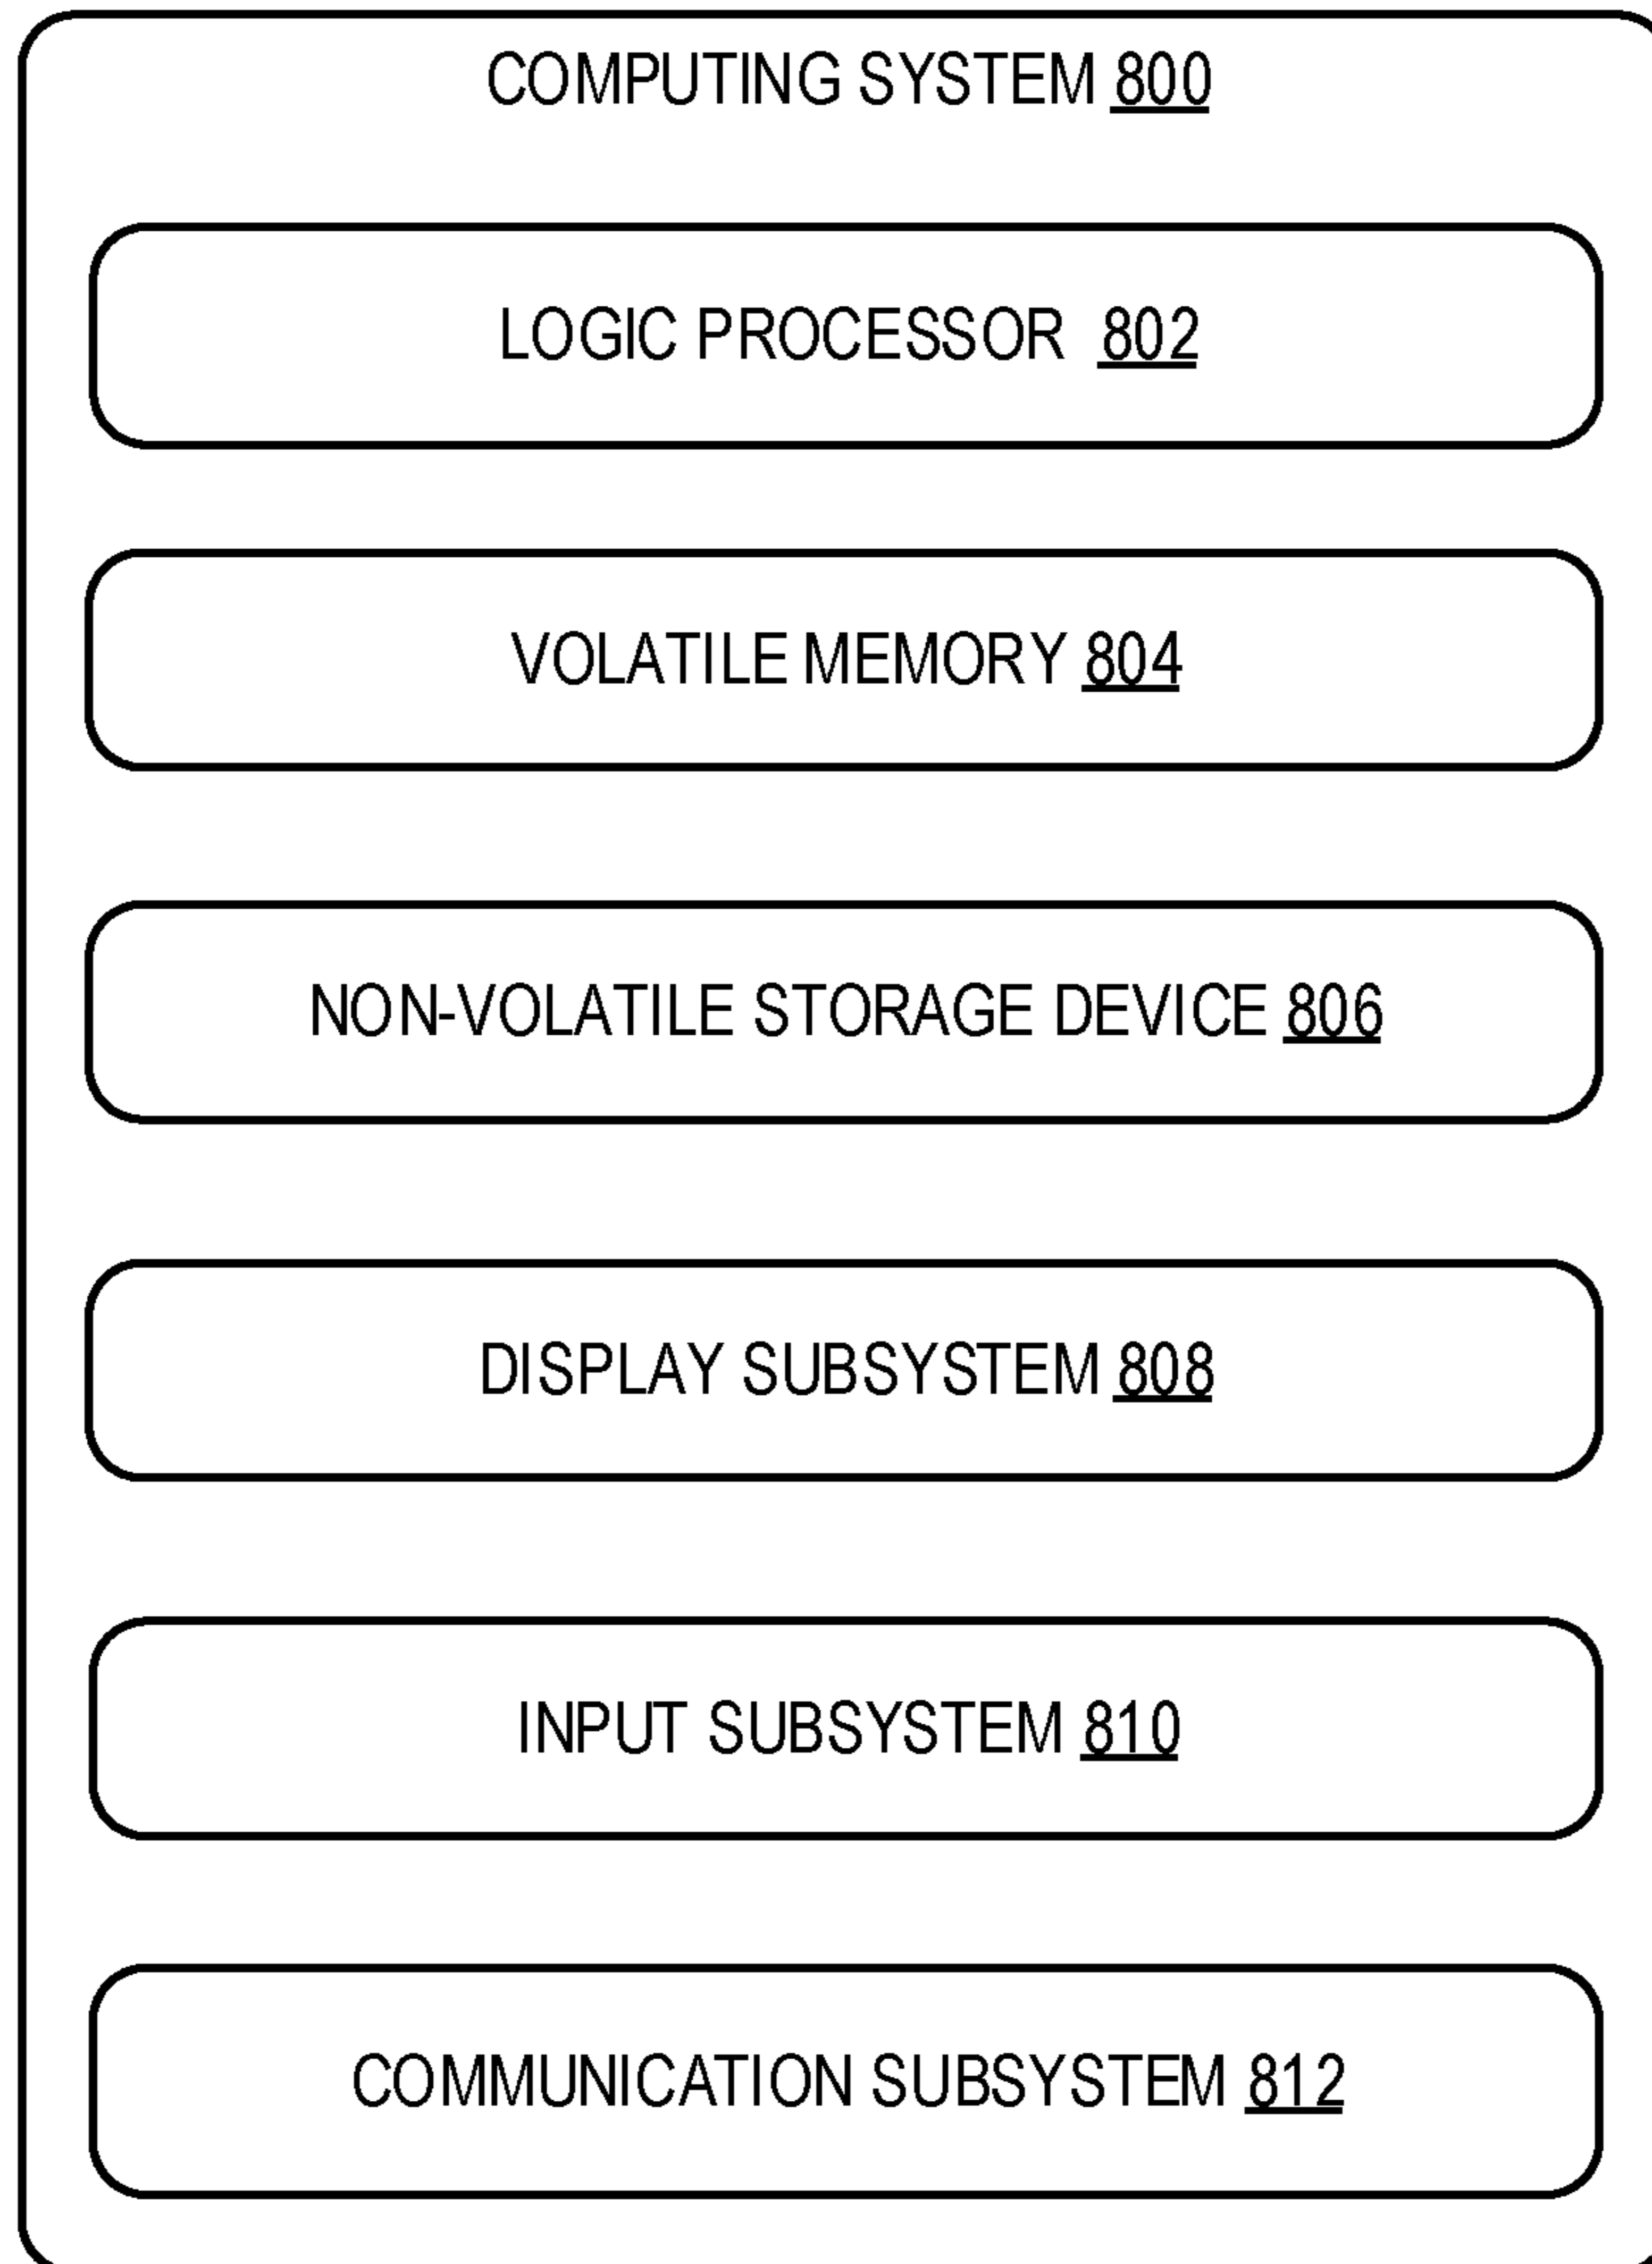 COMPUTING SYSTEM 800
LOGIC PROCESSOR 802
VOLATILE MEMORY 804
NON-VOLATILE STORAGE DEVICE 806
DISPLAY SUBSYSTEM 808
INPUT SUBSYSTEM 810
COMMUNICATION SUBSYSTEM 812